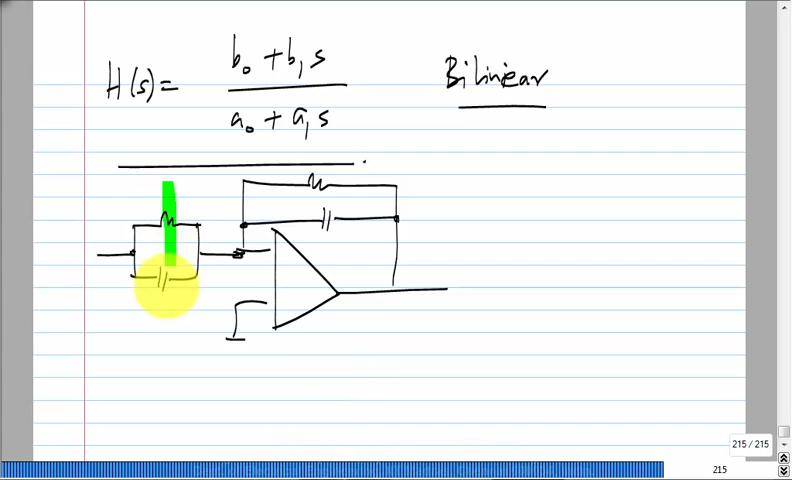 H(s) = b₀ + b₁s / a₀ + a₁s
Bilinear
215 / 215
215